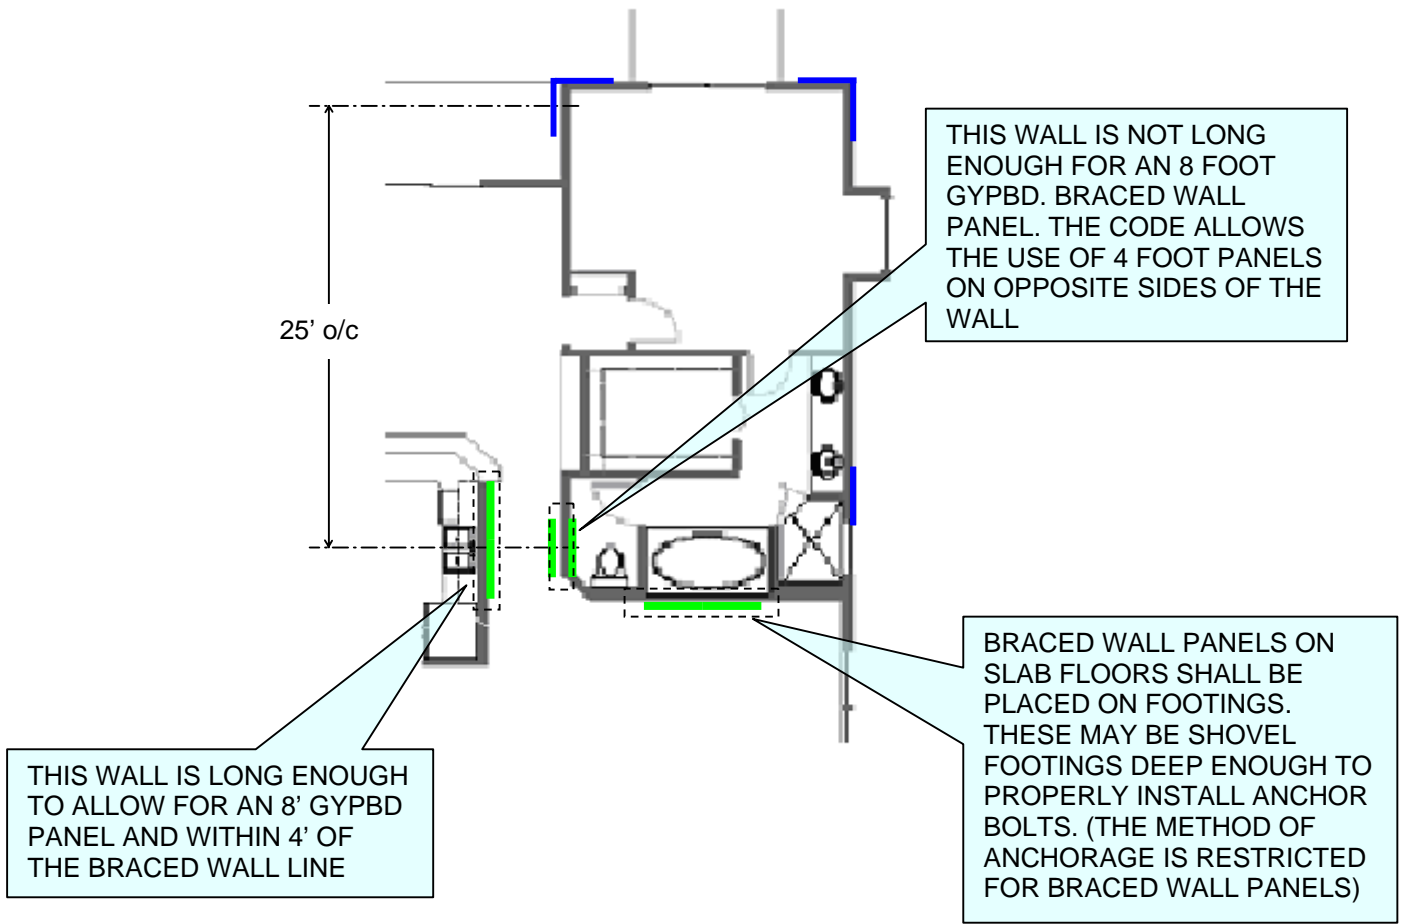 THIS WALL IS NOT LONG
ENOUGH FOR AN 8 FOOT
GYPBD. BRACED WALL
PANEL. THE CODE ALLOWS
THE USE OF 4 FOOT PANELS
ON OPPOSITE SIDES OF THE
WALL
25’ o/c
BRACED WALL PANELS ON
SLAB FLOORS SHALL BE
PLACED ON FOOTINGS.
THESE MAY BE SHOVEL
FOOTINGS DEEP ENOUGH TO
PROPERLY INSTALL ANCHOR
BOLTS. (THE METHOD OF
ANCHORAGE IS RESTRICTED
FOR BRACED WALL PANELS)
THIS WALL IS LONG ENOUGH
TO ALLOW FOR AN 8’ GYPBD
PANEL AND WITHIN 4’ OF
THE BRACED WALL LINE